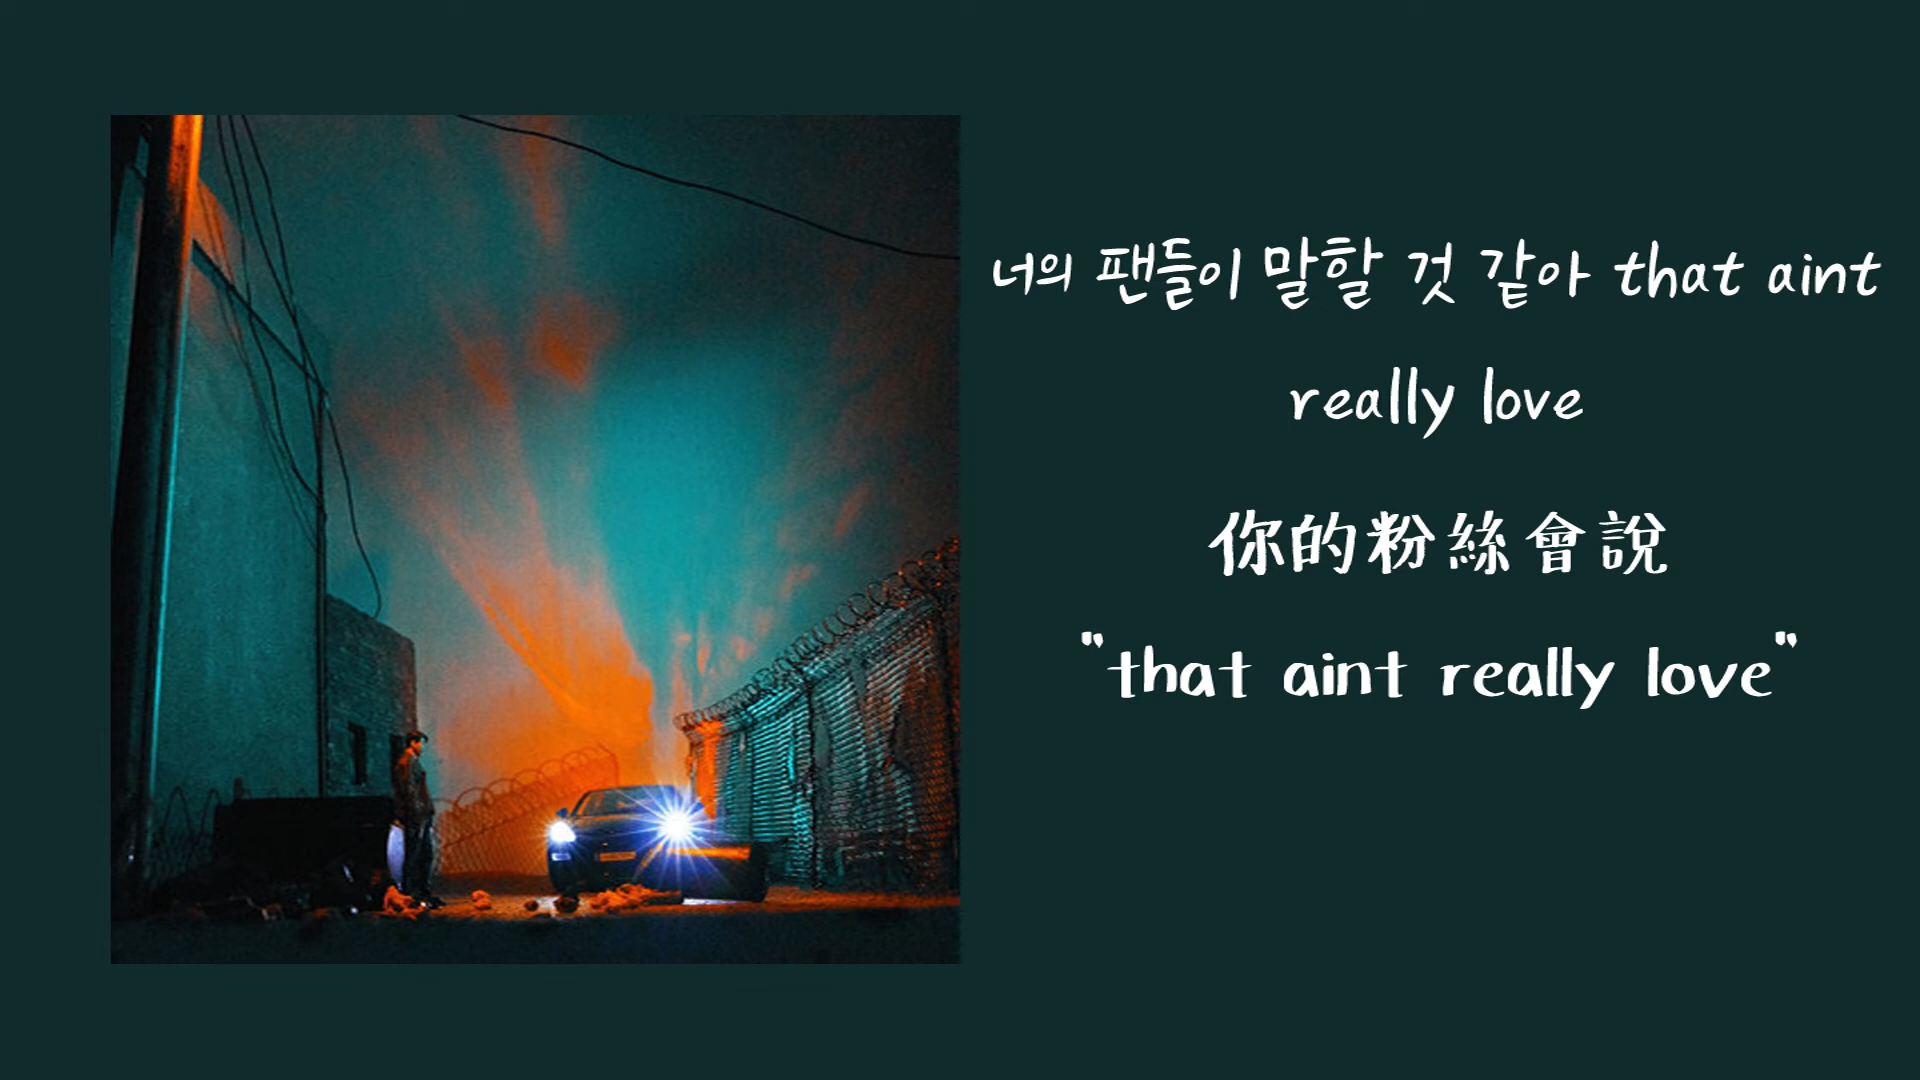 너의 팬들이 말할 것 같아 that aint
really love
你的粉絲會說
"that aint really love"